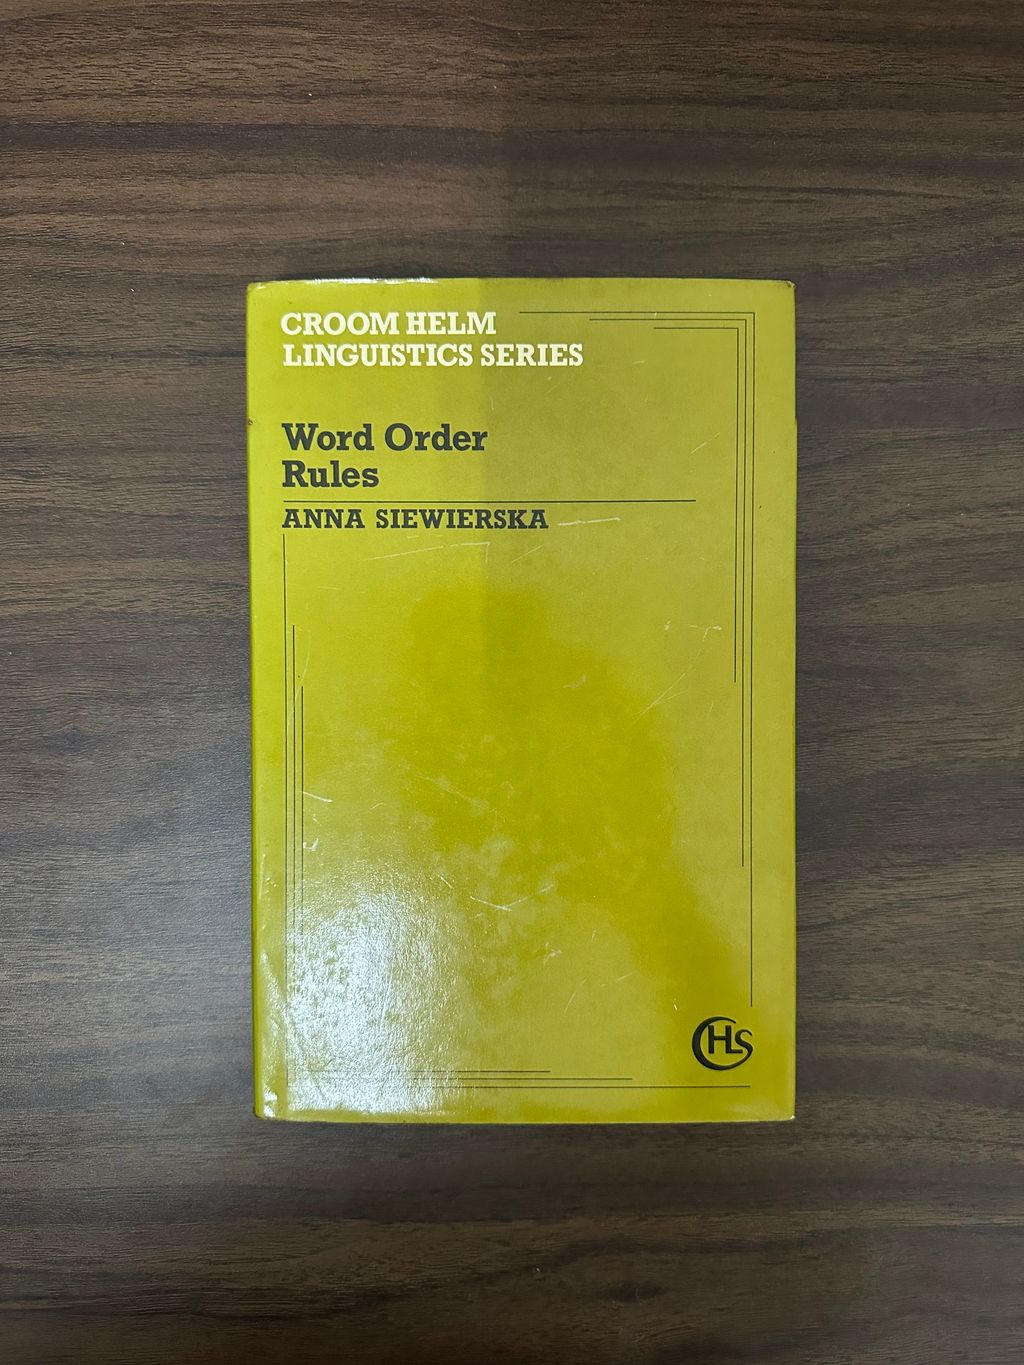 CROOM HELM
LINGUISTICS SERIES
Word Order
Rules
ANNA SIEWIERSKA
CHLS